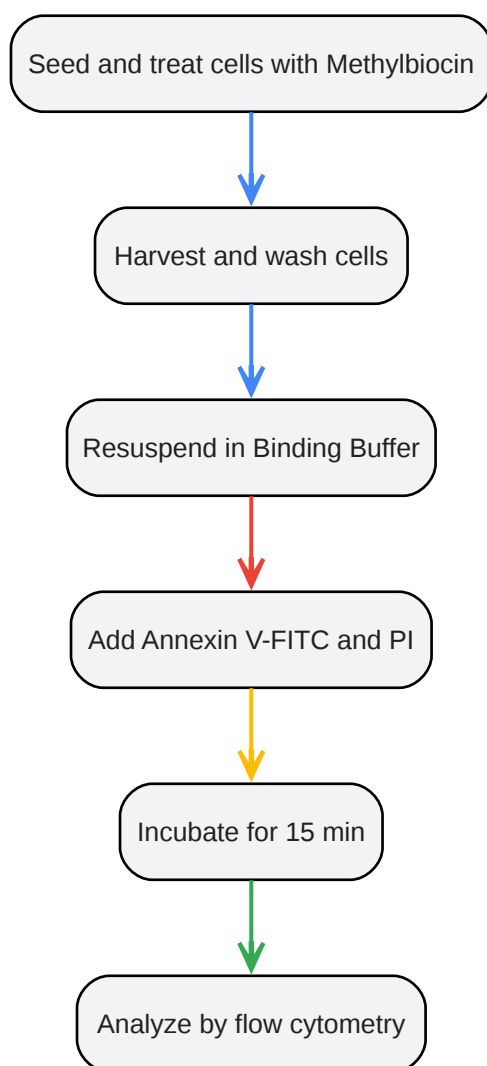 Seed and treat cells with Methylbiocin
Harvest and wash cells
Resuspend in Binding Buffer
Add Annexin V-FITC and PI
Incubate for 15 min
Analyze by flow cytometry